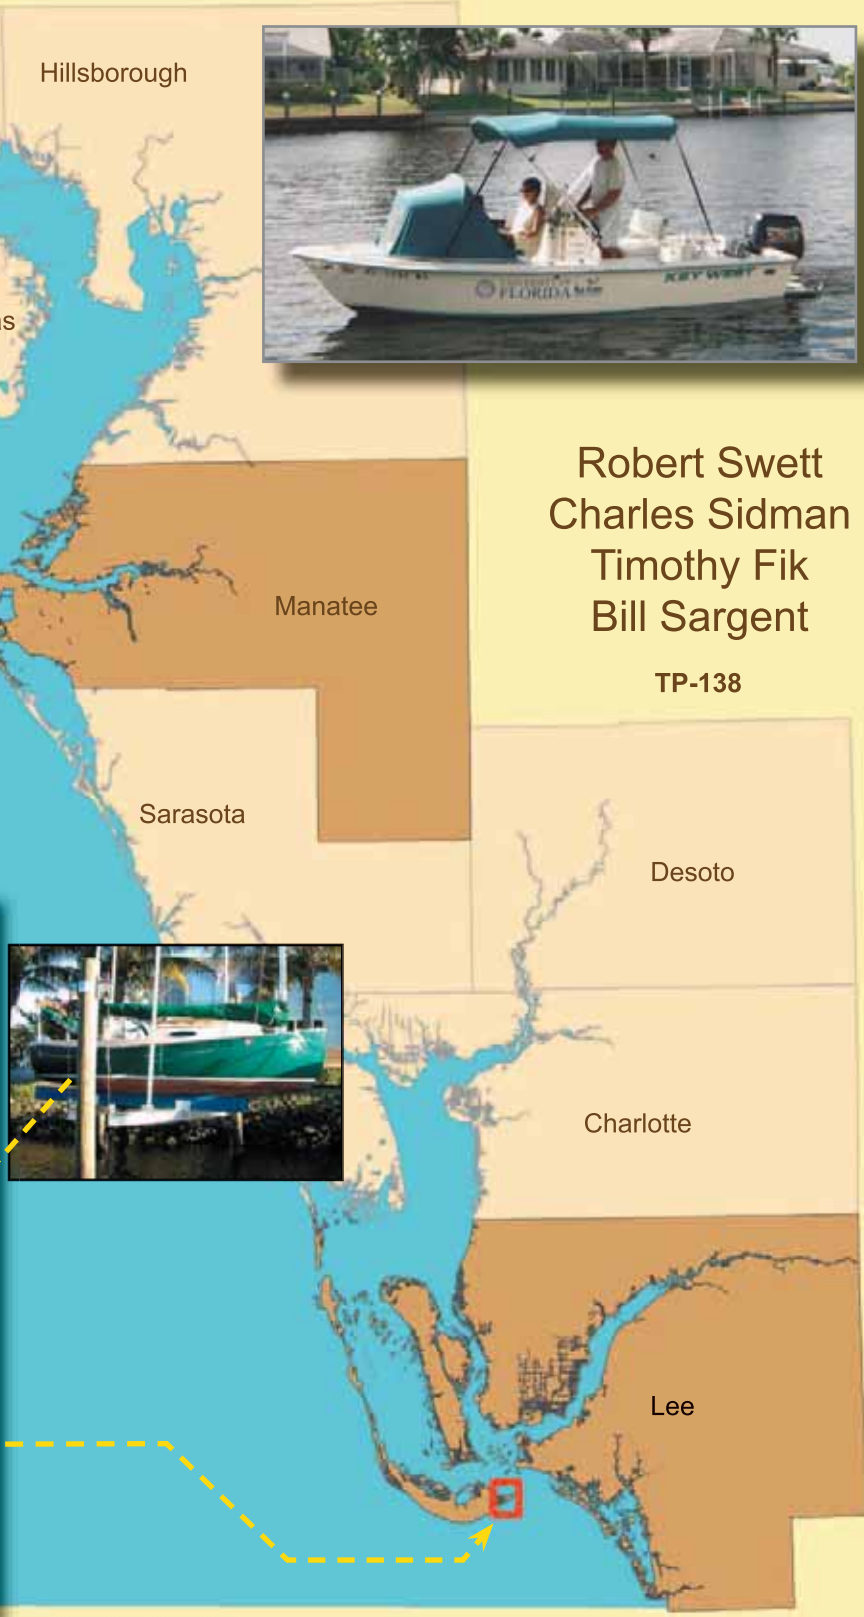 Hillsborough
FLORIDA
KEY WEST
as
Robert Swett
Charles Sidman
Timothy Fik
Bill Sargent
Manatee
TP-138
Sarasota
Desoto
Charlotte
Lee